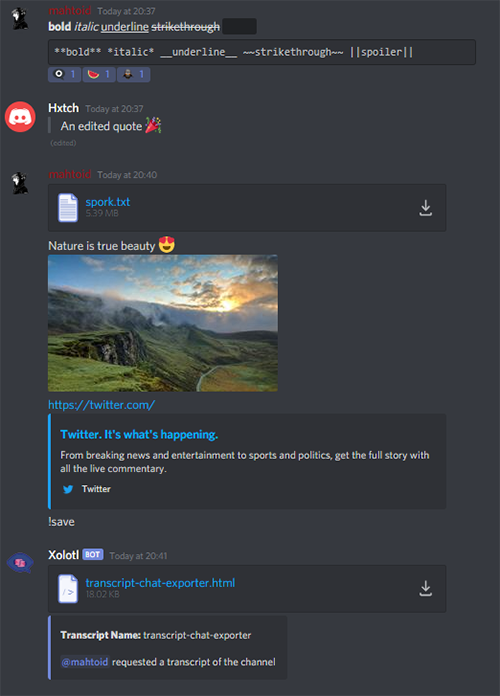 mahtoid Today at 20:37
bold italic underline strikethrough
**bold** *italic* __underline__ ~~strikethrough~~ ||spoiler||
1 1 1
Hxtch Today at 20:37
An edited quote
(edited)
mahtoid Today at 20:40
spork.txt
5.39 MB
Nature is true beauty
https://twitter.com/
Twitter. It's what's happening.
From breaking news and entertainment to sports and politics, get the full story with
all the live commentary.
Twitter
!save
Xolotl BOT Today at 20:41
transcript-chat-exporter.html
18.02 KB
Transcript Name: transcript-chat-exporter
@mahtoid requested a transcript of the channel